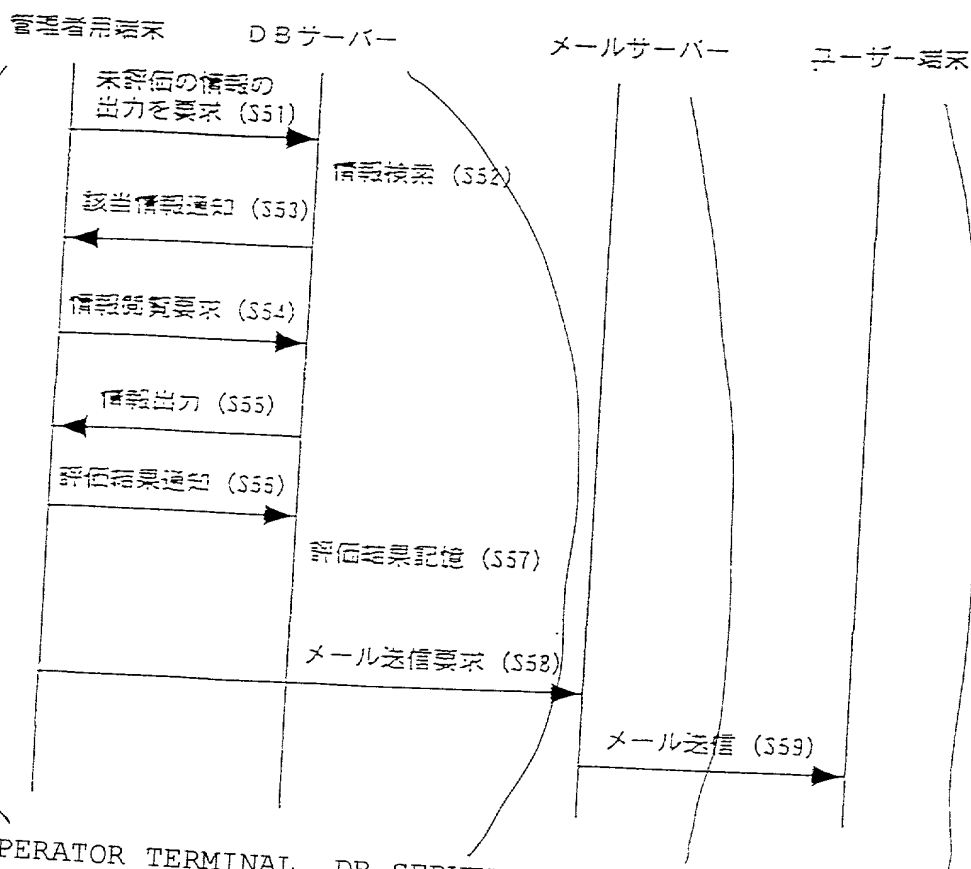 管理者用端末 DBサーバー メールサーバー ユーザー端末
未評価の情報の
出力を要求 (S51)
情報検索 (S52)
該当情報通知 (S53)
情報閲覧要求 (S54)
情報出力 (S55)
評価結果通知 (S56)
評価結果記憶 (S57)
メール送信要求 (S58)
メール送信 (S59)
PERATOR TERMINAL DB